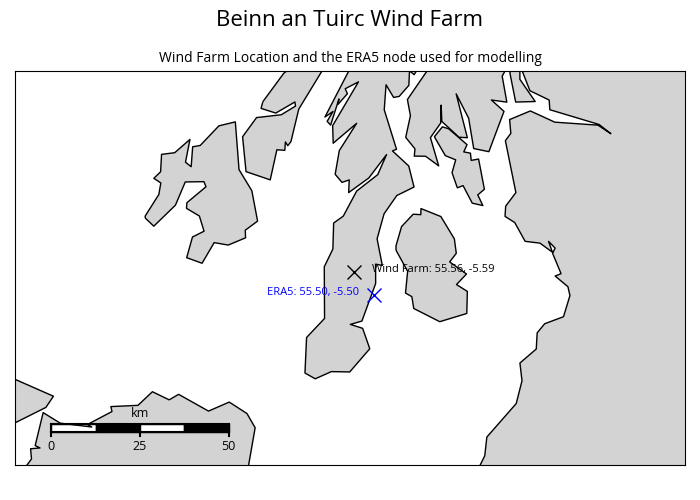 Beinn an Tuirc Wind Farm
Wind Farm Location and the ERA5 node used for modelling
Wind Farm: 55.56, -5.59
ERA5: 55.50, -5.50
km
0 25 50